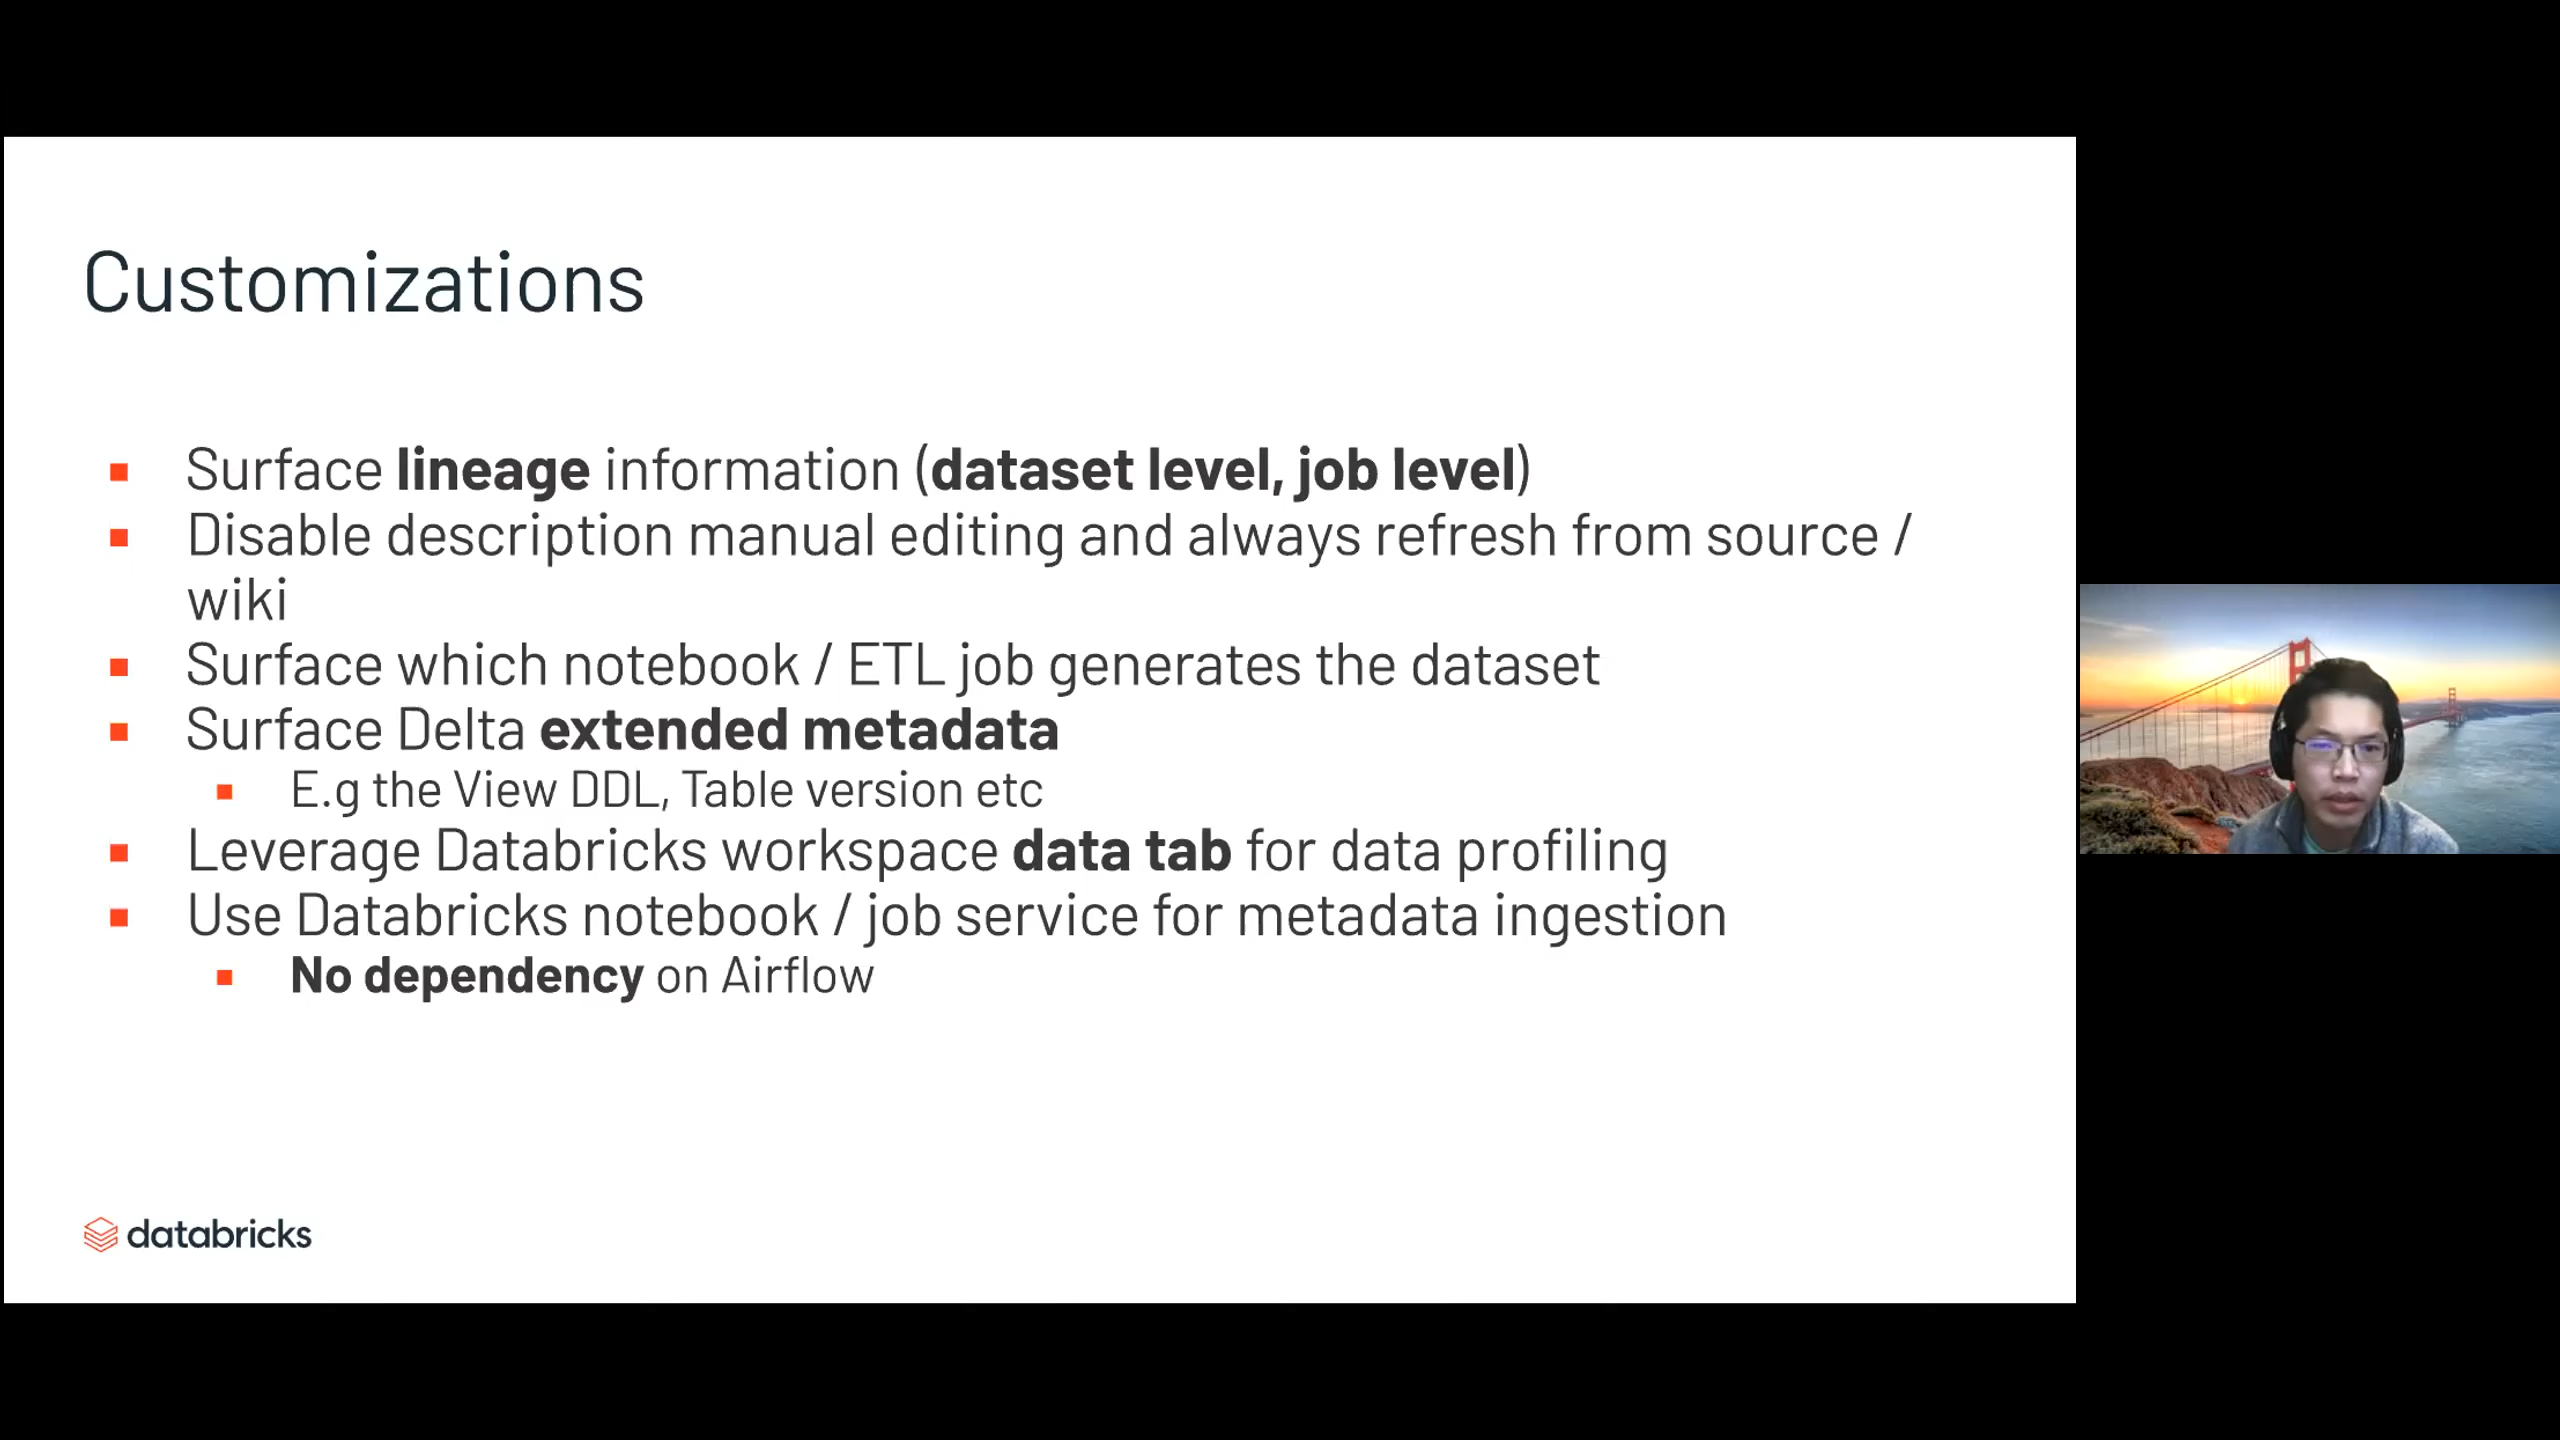 Customizations
Surface lineage information (dataset level, job level)
Disable description manual editing and always refresh from source /
wiki
Surface which notebook / ETL job generates the dataset
Surface Delta extended metadata
E.g the View DDL, Table version etc
Leverage Databricks workspace data tab for data profiling
Use Databricks notebook / job service for metadata ingestion
No dependency on Airflow
databricks